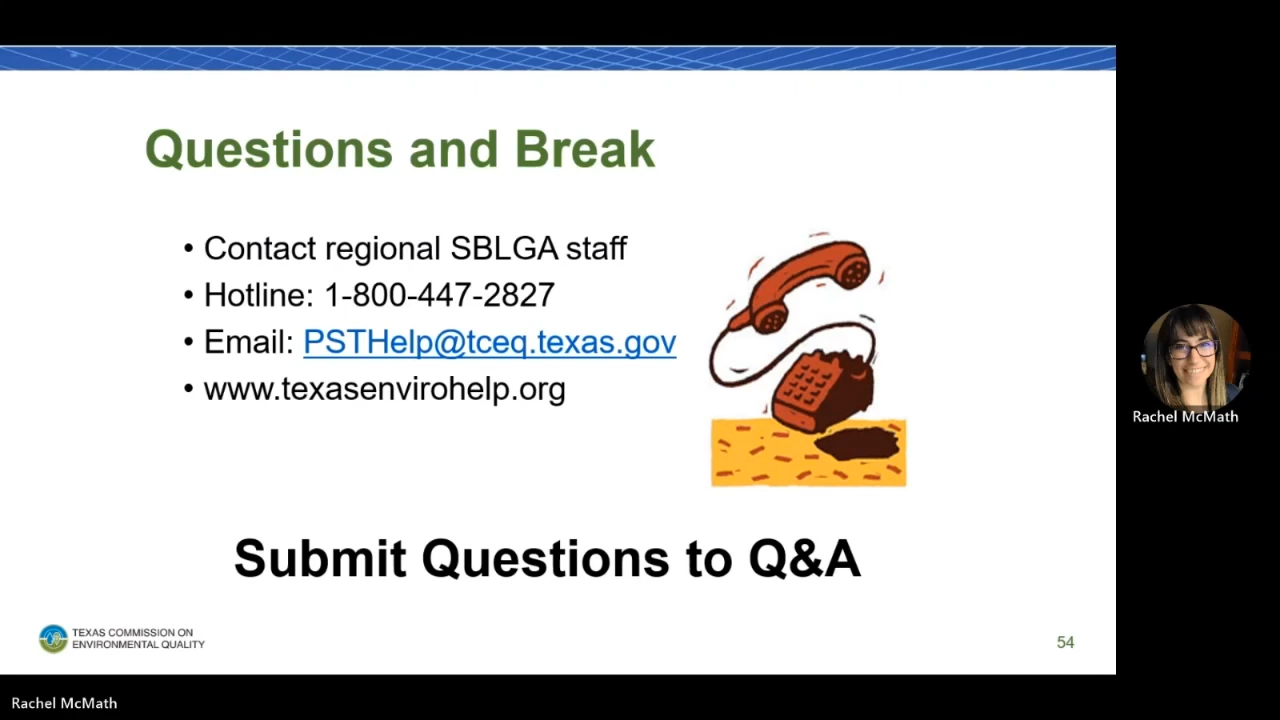 Questions and Break
• Contact regional SBLGA staff
• Hotline: 1-800-447-2827
• Email: PSTHelp@tceq.texas.gov
• www.texasenvirohelp.org
Submit Questions to Q&A
TEXAS COMMISSION ON
ENVIRONMENTAL QUALITY
54
Rachel McMath
Rachel McMath